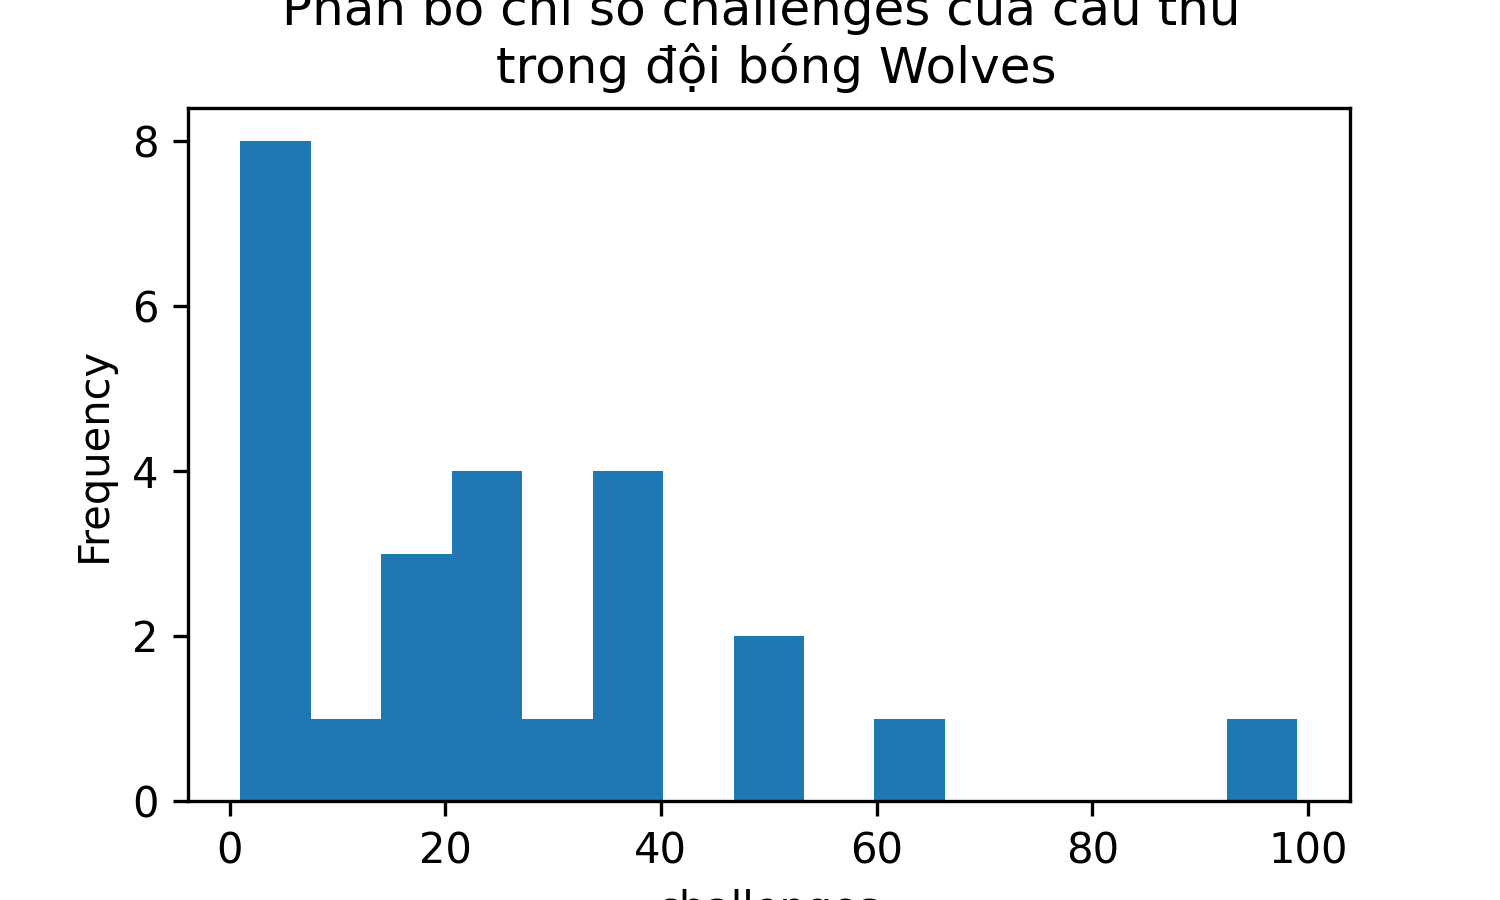 Phân bố chỉ số challenges của cầu thủ
trong đội bóng Wolves
8
6
4
2
0
Frequency
0 20 40 60 80 100
challenges